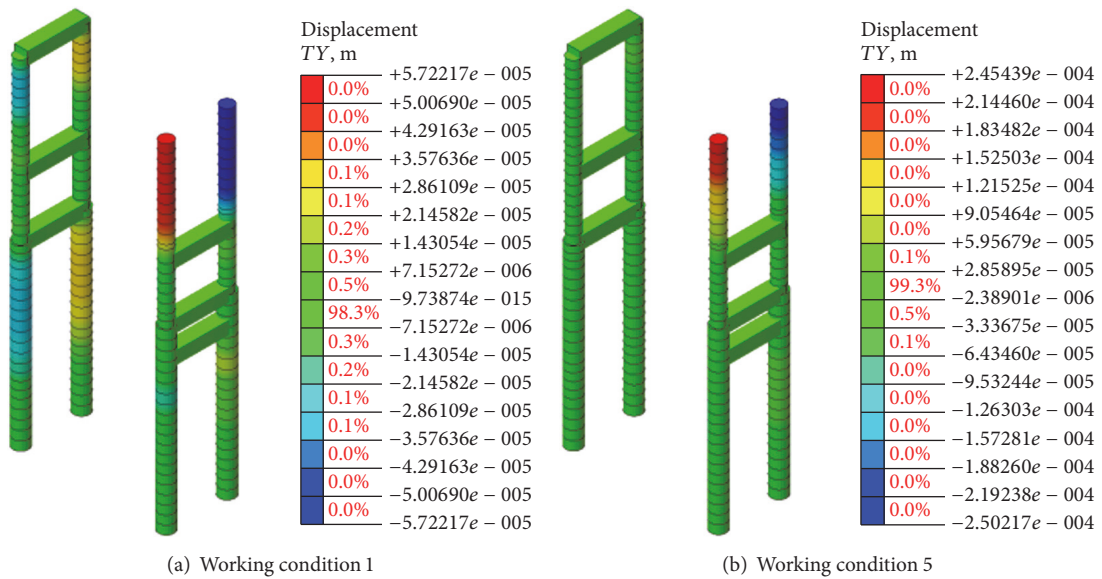 Displacement
TY, m
+5.72217e − 005
0.0%
+5.00690e − 005
0.0%
+4.29163e − 005
0.0%
+3.57636e − 005
0.1%
+2.86109e − 005
0.1%
+2.14582e − 005
0.2%
+1.43054e − 005
0.3%
+7.15272e − 006
0.5%
−9.73874e − 015
98.3%
−7.15272e − 006
0.3%
−1.43054e − 005
0.2%
−2.14582e − 005
0.1%
−2.86109e − 005
0.1%
−3.57636e − 005
0.0%
−4.29163e − 005
0.0%
−5.00690e − 005
0.0%
−5.72217e − 005
(a) Working condition 1
Displacement
TY, m
+2.45439e − 004
0.0%
+2.14460e − 004
0.0%
+1.83482e − 004
0.0%
+1.52503e − 004
0.0%
+1.21525e − 004
0.0%
+9.05464e − 005
0.0%
+5.95679e − 005
0.1%
+2.85895e − 005
99.3%
−2.38901e − 006
0.5%
−3.33675e − 005
0.1%
−6.43460e − 005
0.0%
−9.53244e − 005
0.0%
−1.26303e − 004
0.0%
−1.57281e − 004
0.0%
−1.88260e − 004
0.0%
−2.19238e − 004
0.0%
−2.50217e − 004
(b) Working condition 5